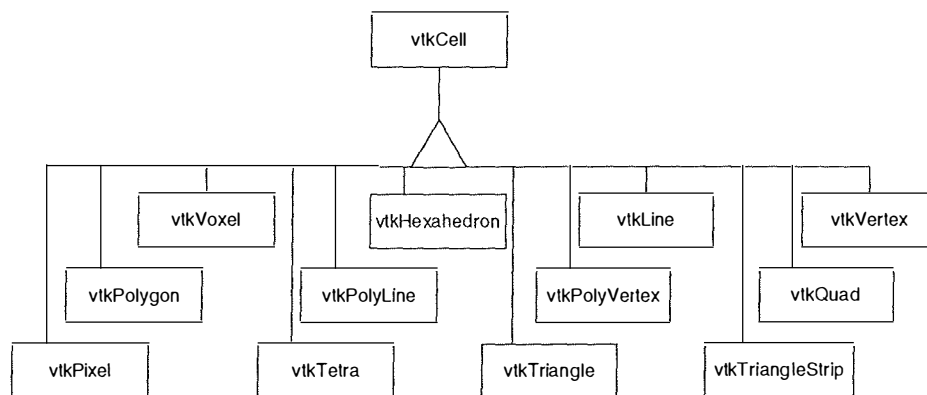 vtkCell
vtkVoxel
vtkHexahedron
vtkLine
vtkVertex
vtkPolygon
vtkPolyLine
vtkPolyVertex
vtkQuad
vtkPixel
vtkTetra
vtkTriangle
vtkTriangleStrip